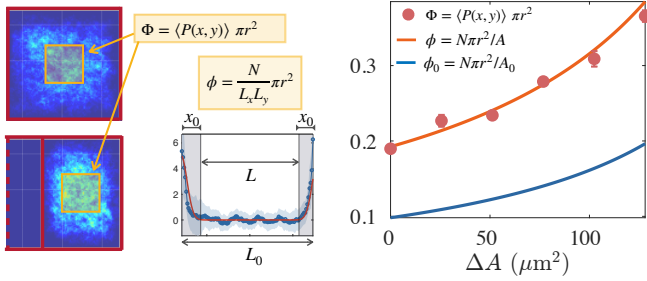 Φ = ⟨P(x, y)⟩ πr²
ϕ = N/(LₓLᵧ) πr²
x₀ x₀
6
4
2
0
L
L₀
Φ = ⟨P(x, y)⟩ πr²
ϕ = Nπr²/A
ϕ₀ = Nπr²/A₀
0.3
0.2
0.1
0 50 100
ΔA (μm²)